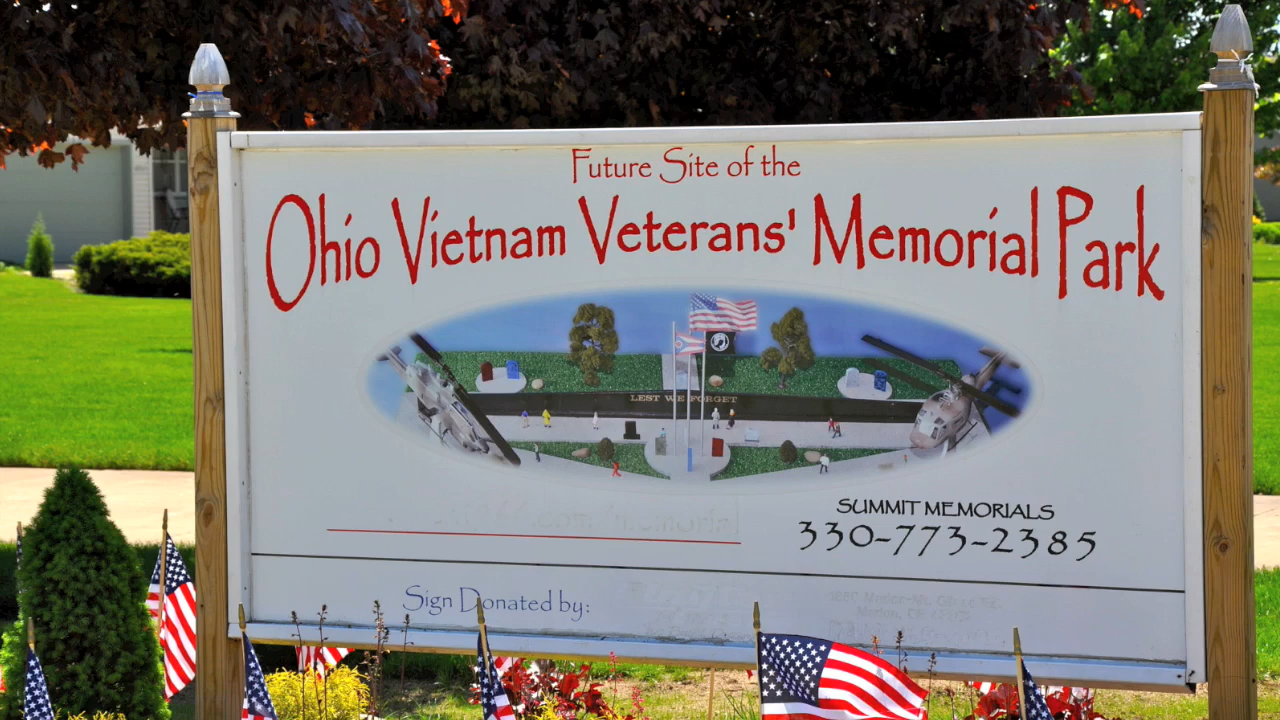 Future Site of the
Ohio Vietnam Veterans' Memorial Park
LEST WE FORGET
SUMMIT MEMORIALS
330-773-2385
Sign Donated by: